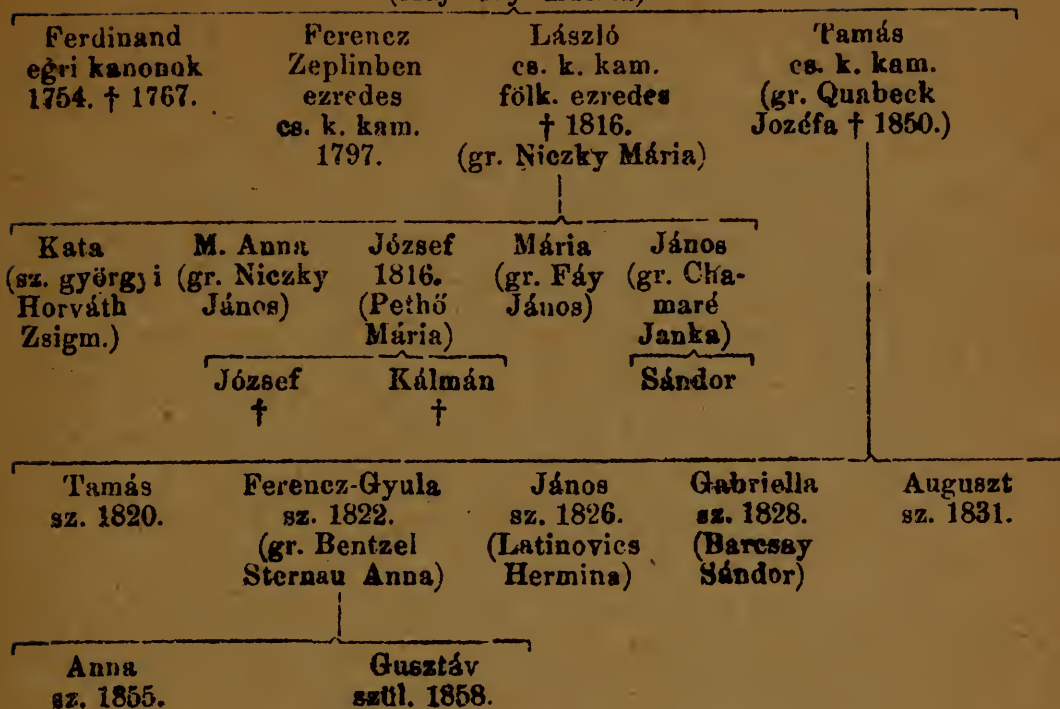 Ferdinand
egri kanonok
1754. † 1767.
Ferencz
Zeplinben
ezredes
cs. k. kam.
1797.
László
cs. k. kam.
fölk. ezredes
† 1816.
(gr. Niczky Mária)
Tamás
cs. k. kam.
(gr. Quabeck
Jozéfa † 1850.)
Kata
(sz. györgyi
Horváth
Zsigm.)
M. Anna
(gr. Niczky
János)
József
1816.
(Pethő
Mária)
Mária
(gr. Fáy
János)
János
(gr. Cha-
maré
Janka)
József
†
Kálmán
†
Sándor
Tamás
sz. 1820.
Ferencz-Gyula
sz. 1822.
(gr. Bentzel
Sternau Anna)
János
sz. 1826.
(Latinovics
Hermina)
Gabriella
sz. 1828.
(Barcsay
Sándor)
Auguszt
sz. 1831.
Anna
sz. 1855.
Gusztáv
szül. 1858.